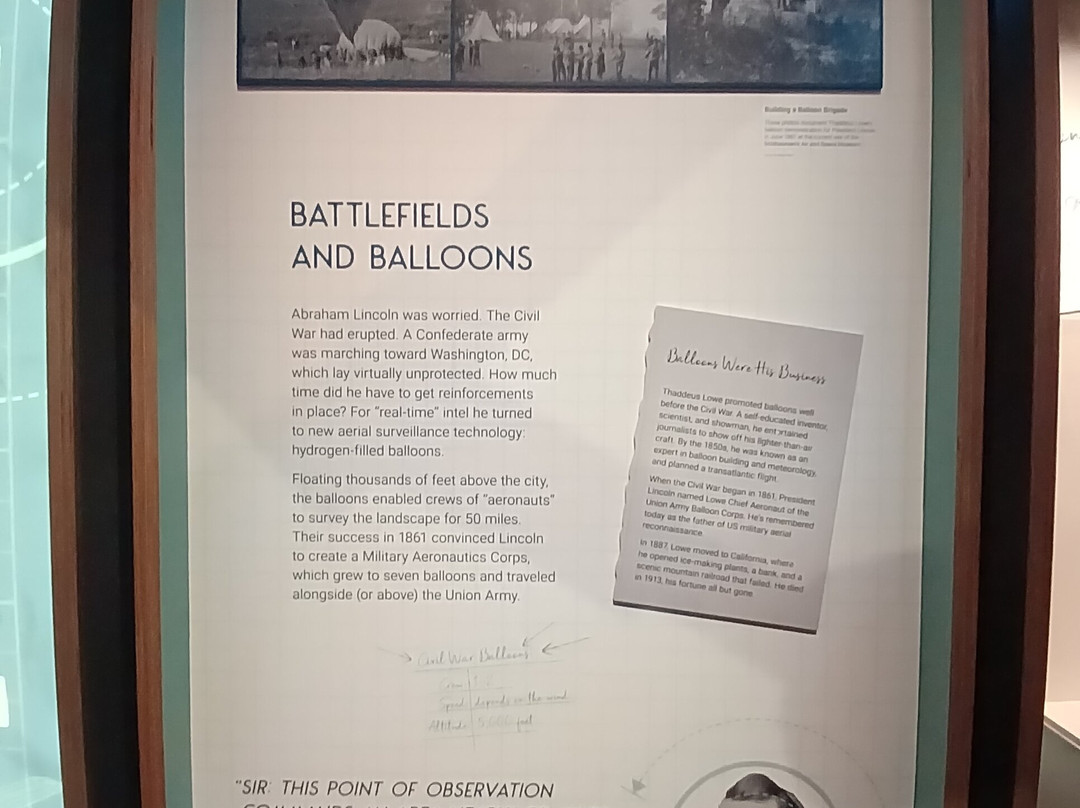 Building a Balloon Brigade
BATTLEFIELDS
AND BALLOONS
Abraham Lincoln was worried. The Civil
War had erupted. A Confederate army
was marching toward Washington, DC,
which lay virtually unprotected. How much
time did he have to get reinforcements
in place? For "real-time" intel he turned
to new aerial surveillance technology:
hydrogen-filled balloons.
Floating thousands of feet above the city,
the balloons enabled crews of "aeronauts"
to survey the landscape for 50 miles.
Their success in 1861 convinced Lincoln
to create a Military Aeronautics Corps,
which grew to seven balloons and traveled
alongside (or above) the Union Army.
Balloons Were His Business
Thaddeus Lowe promoted balloons well
before the Civil War. A self-educated inventor,
scientist, and showman, he entertained
journalists to show off his lighter-than-air
craft. By the 1850s, he was known as an
expert in balloon building and meteorology,
and planned a transatlantic flight.
When the Civil War began in 1861, President
Lincoln named Lowe Chief Aeronaut of the
Union Army Balloon Corps. He's remembered
today as the father of US military aerial
reconnaissance.
In 1887, Lowe moved to California, where
he opened ice-making plants, a bank, and a
scenic mountain railroad that failed. He died
in 1913, his fortune all but gone.
Civil War Balloons
Crew
Speed depends on the wind
Altitude 5,000 feet
"SIR: THIS POINT OF OBSERVATION